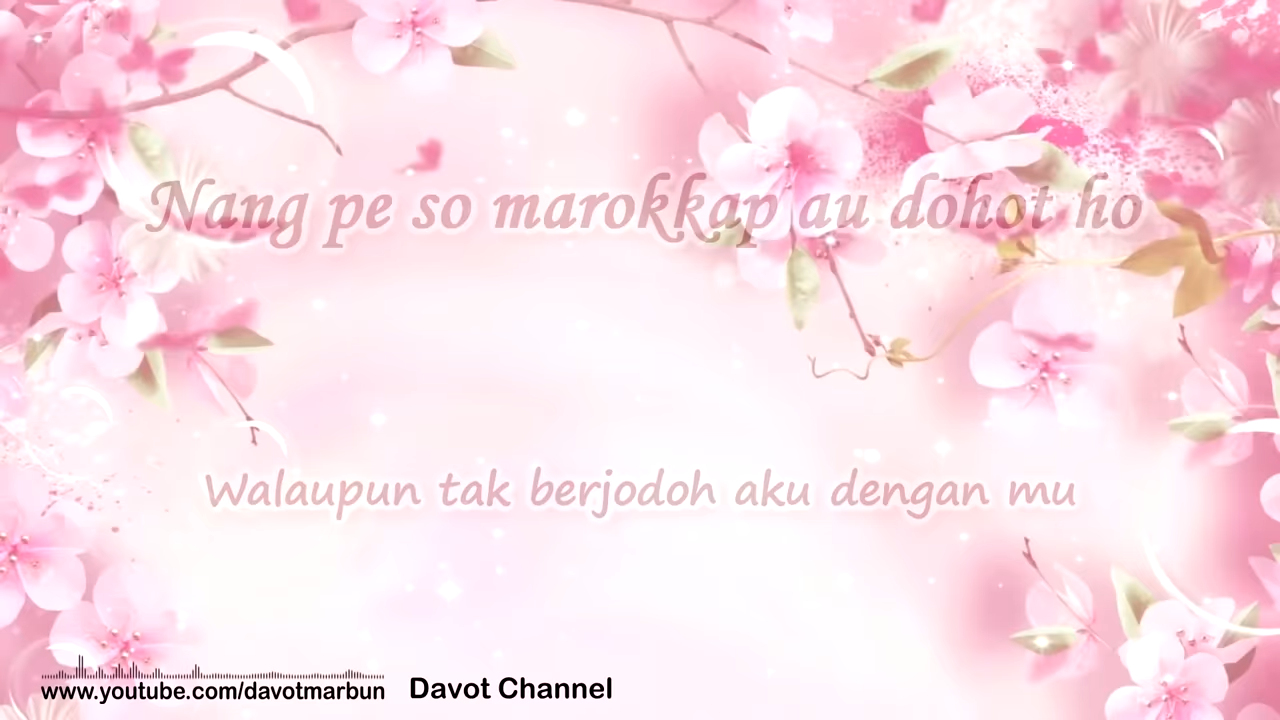 Nang pe so marokkap au dohot ho
Walaupun tak berjodoh aku dengan mu
www.youtube.com/davotmarbun Davot Channel